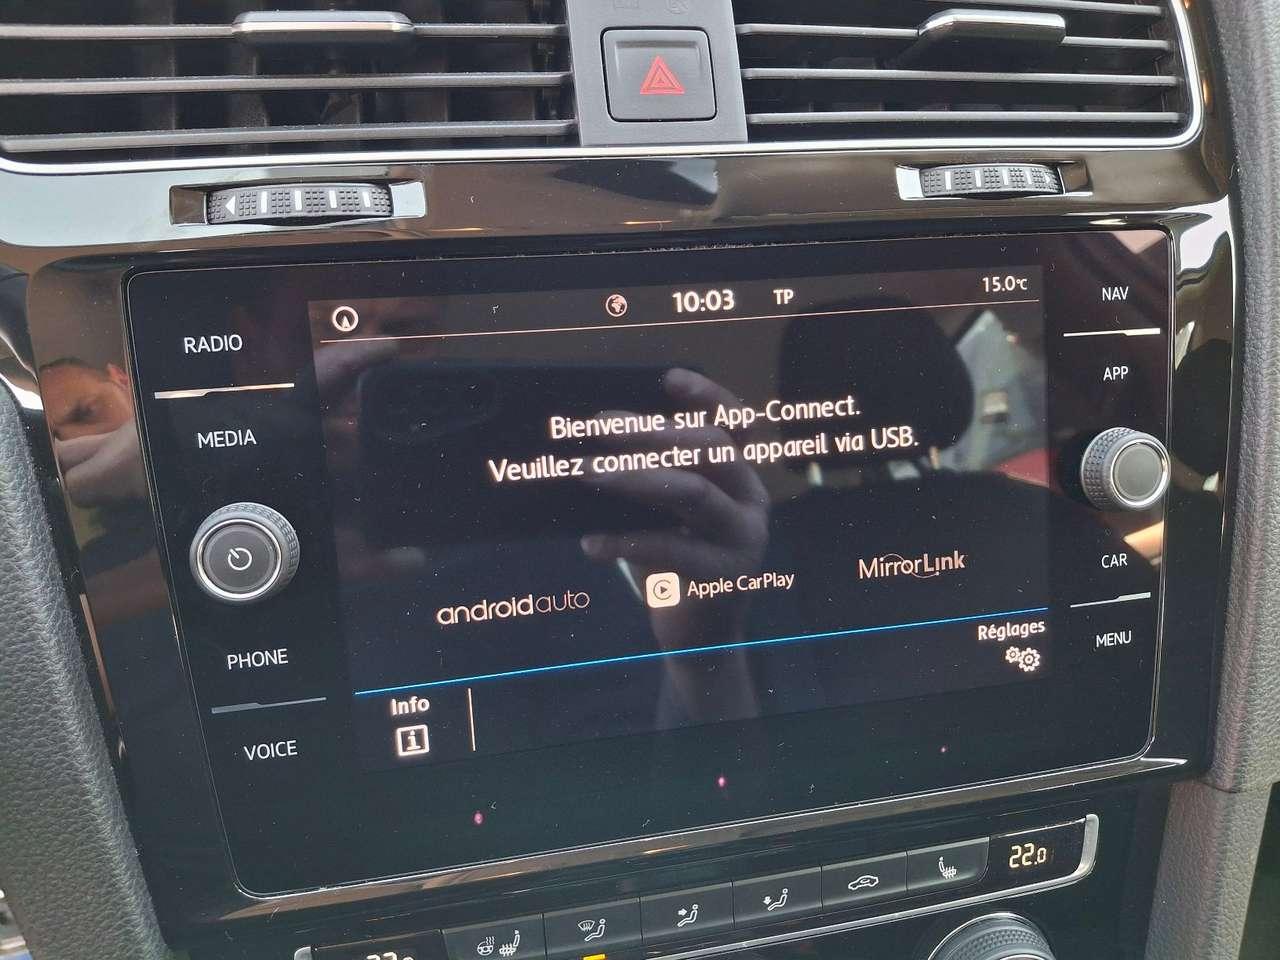 10:03 TP 15.0°C
RADIO
MEDIA
PHONE
VOICE
Bienvenue sur App-Connect.
Veuillez connecter un appareil via USB.
androidauto
Apple CarPlay
MirrorLink
Réglages
Info
NAV
APP
CAR
MENU
22.0